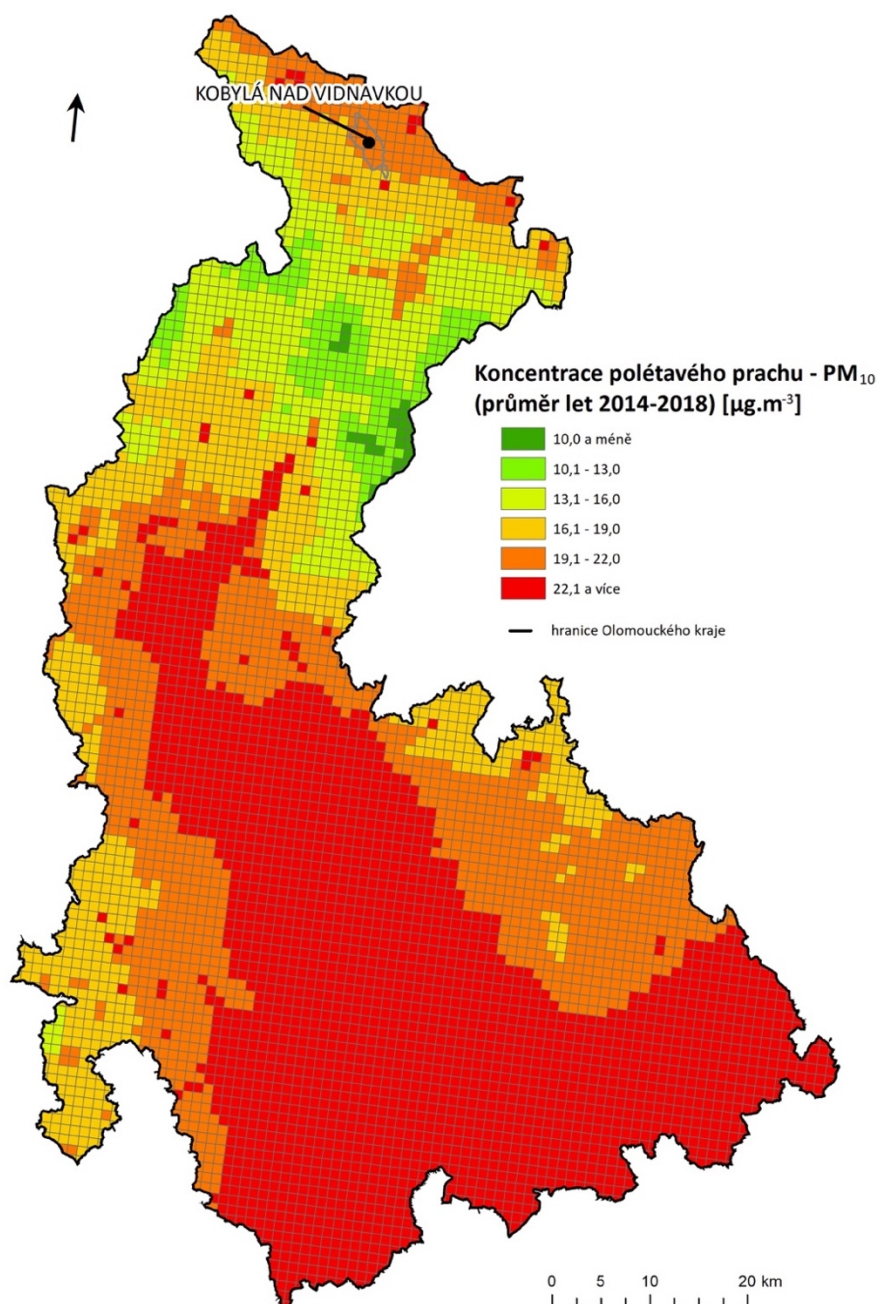 KOBYLÁ NAD VIDNAVKOU
Koncentrace polétavého prachu - PM₁₀
(průměr let 2014-2018) [µg.m⁻³]
10,0 a méně
10,1 - 13,0
13,1 - 16,0
16,1 - 19,0
19,1 - 22,0
22,1 a více
hranice Olomouckého kraje
0 5 10 20 km